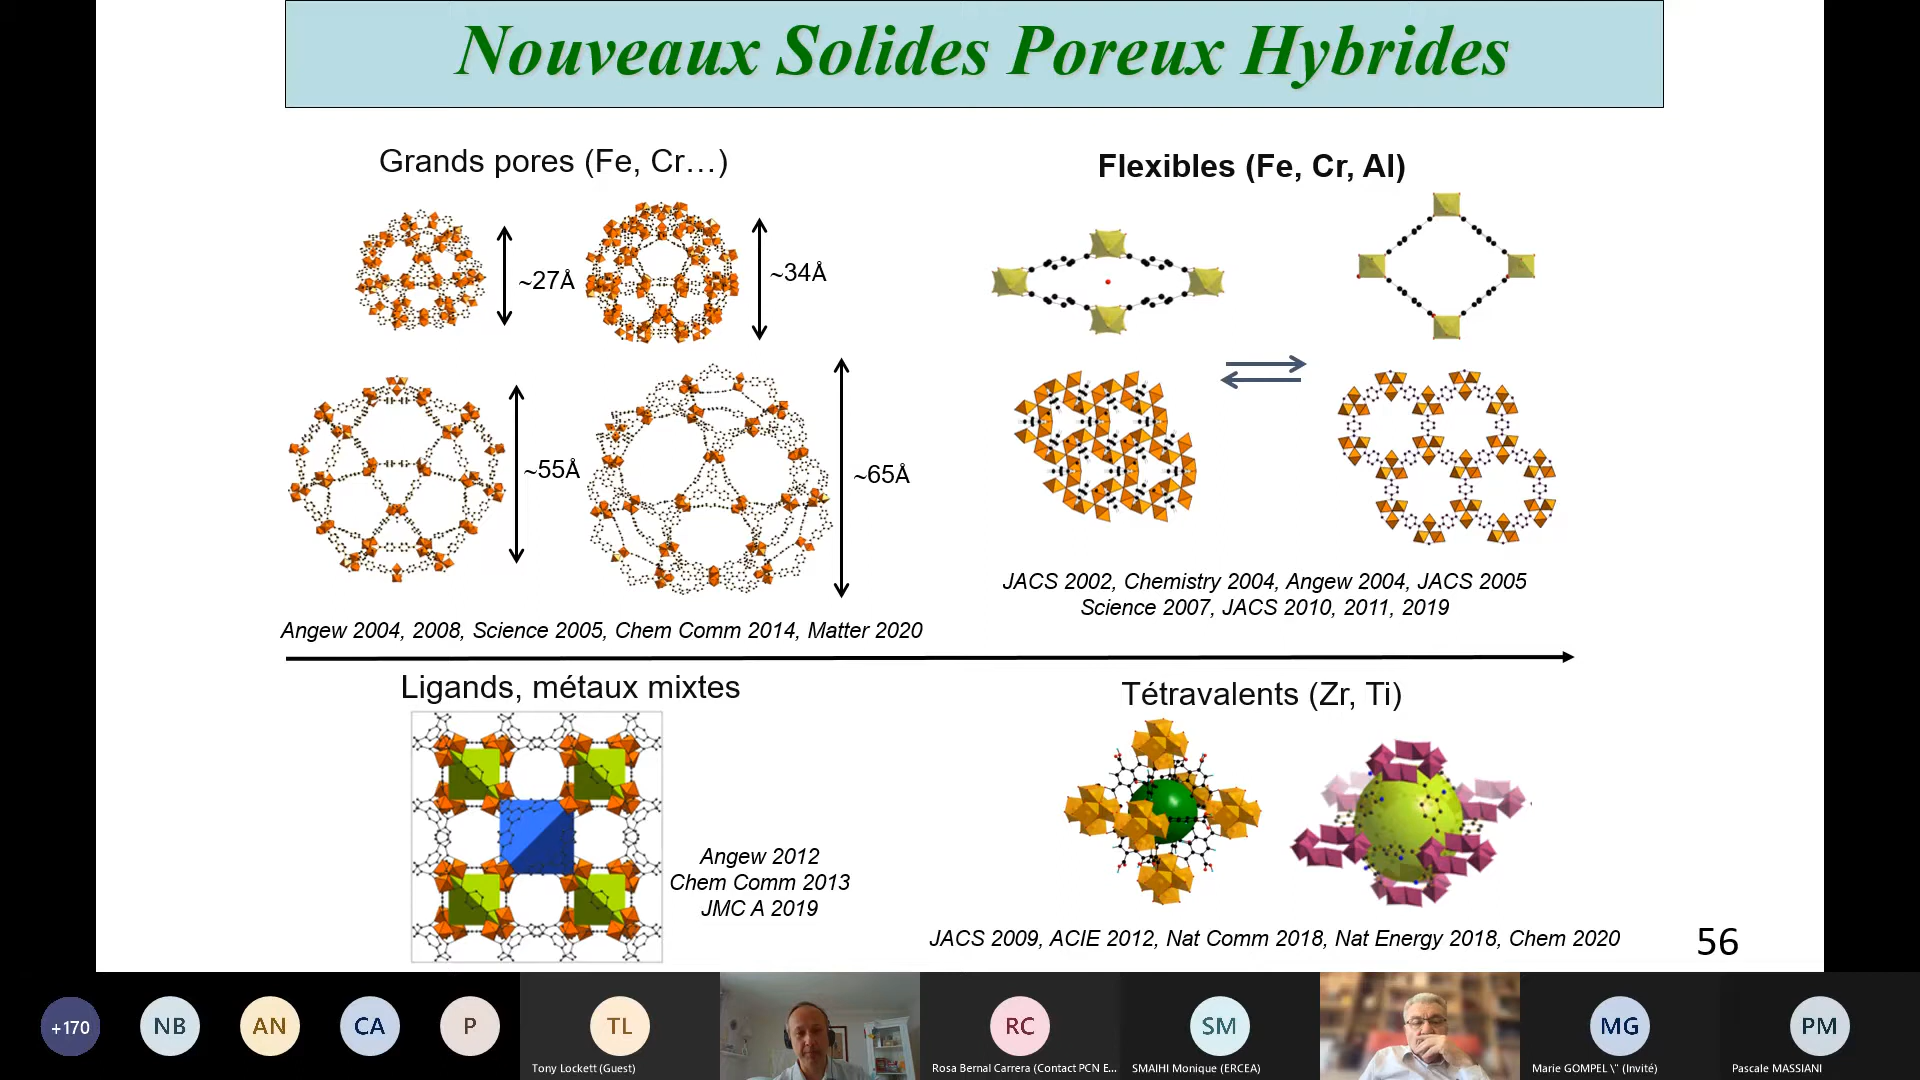 Nouveaux Solides Poreux Hybrides
Grands pores (Fe, Cr…)
~27Å
~34Å
~55Å
~65Å
Angew 2004, 2008, Science 2005, Chem Comm 2014, Matter 2020
Flexibles (Fe, Cr, Al)
JACS 2002, Chemistry 2004, Angew 2004, JACS 2005
Science 2007, JACS 2010, 2011, 2019
Ligands, métaux mixtes
Angew 2012
Chem Comm 2013
JMC A 2019
Tétravalents (Zr, Ti)
JACS 2009, ACIE 2012, Nat Comm 2018, Nat Energy 2018, Chem 2020
56
+170
NB
AN
CA
P
TL
Tony Lockett (Guest)
RC
Rosa Bernal Carrera (Contact PCN E...
SM
SMAIHI Monique (ERCEA)
MG
Marie GOMPEL \" (Invité)
PM
Pascale MASSIANI